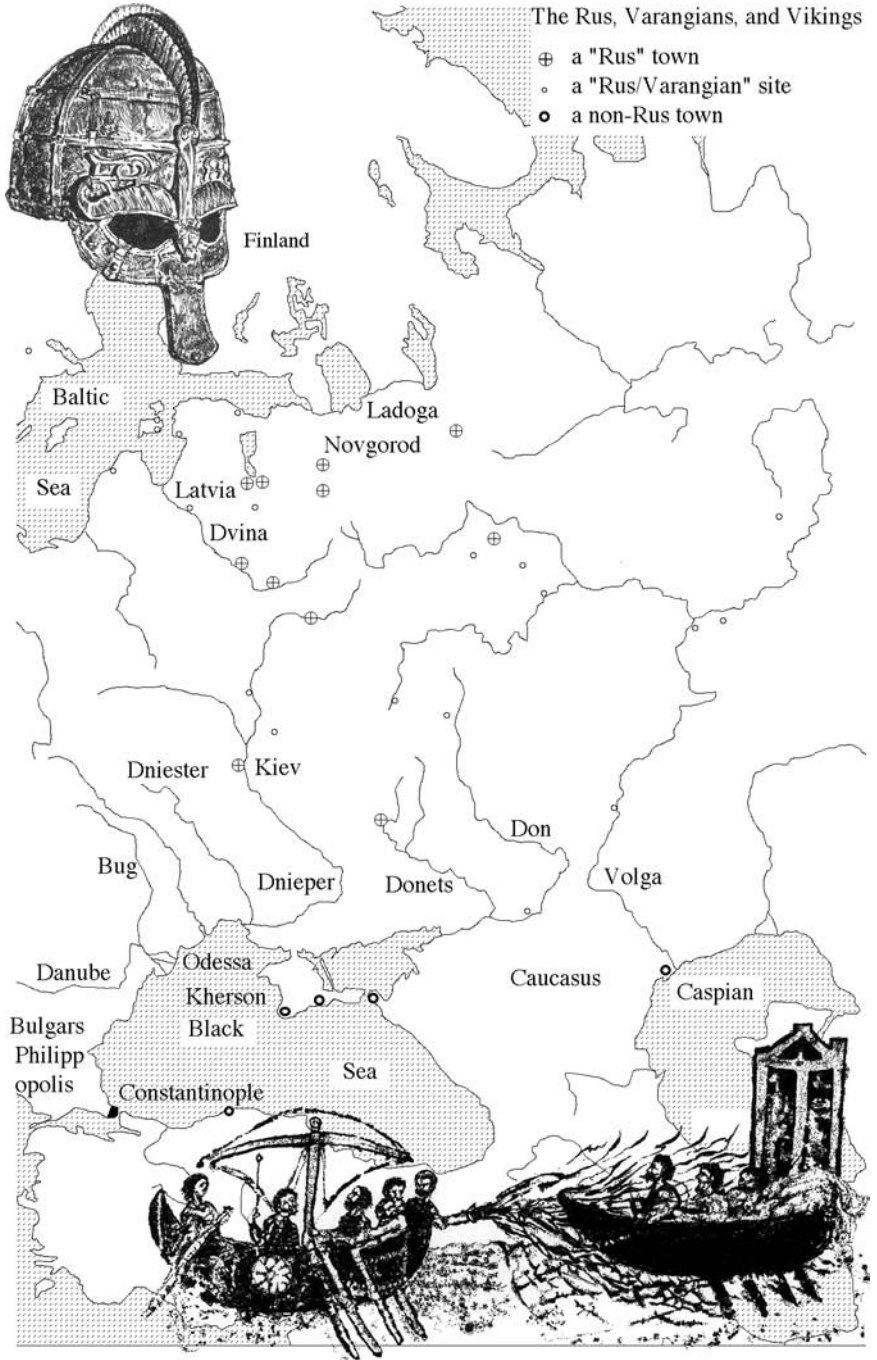 The Rus, Varangians, and Vikings
a "Rus" town
a "Rus/Varangian" site
a non-Rus town
Finland
Baltic
Ladoga
Novgorod
Sea
Latvia
Dvina
Dniester
Kiev
Don
Bug
Dnieper
Donets
Volga
Odessa
Danube
Caucasus
Kherson
Caspian
Bulgars
Black
Philipp
opolis
Sea
Constantinople